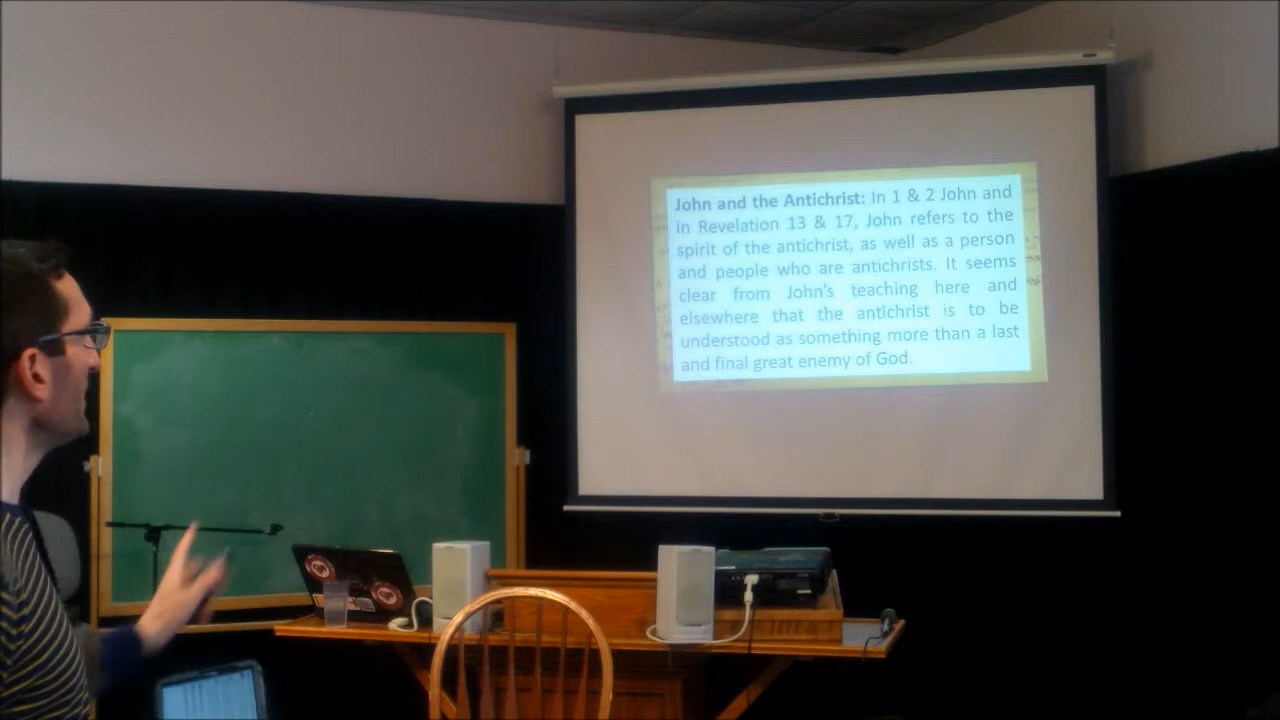 John and the Antichrist: In 1 & 2 John and
in Revelation 13 & 17, John refers to the
spirit of the antichrist, as well as a person
and people who are antichrists. It seems
clear from John's teaching here and
elsewhere that the antichrist is to be
understood as something more than a last
and final great enemy of God.